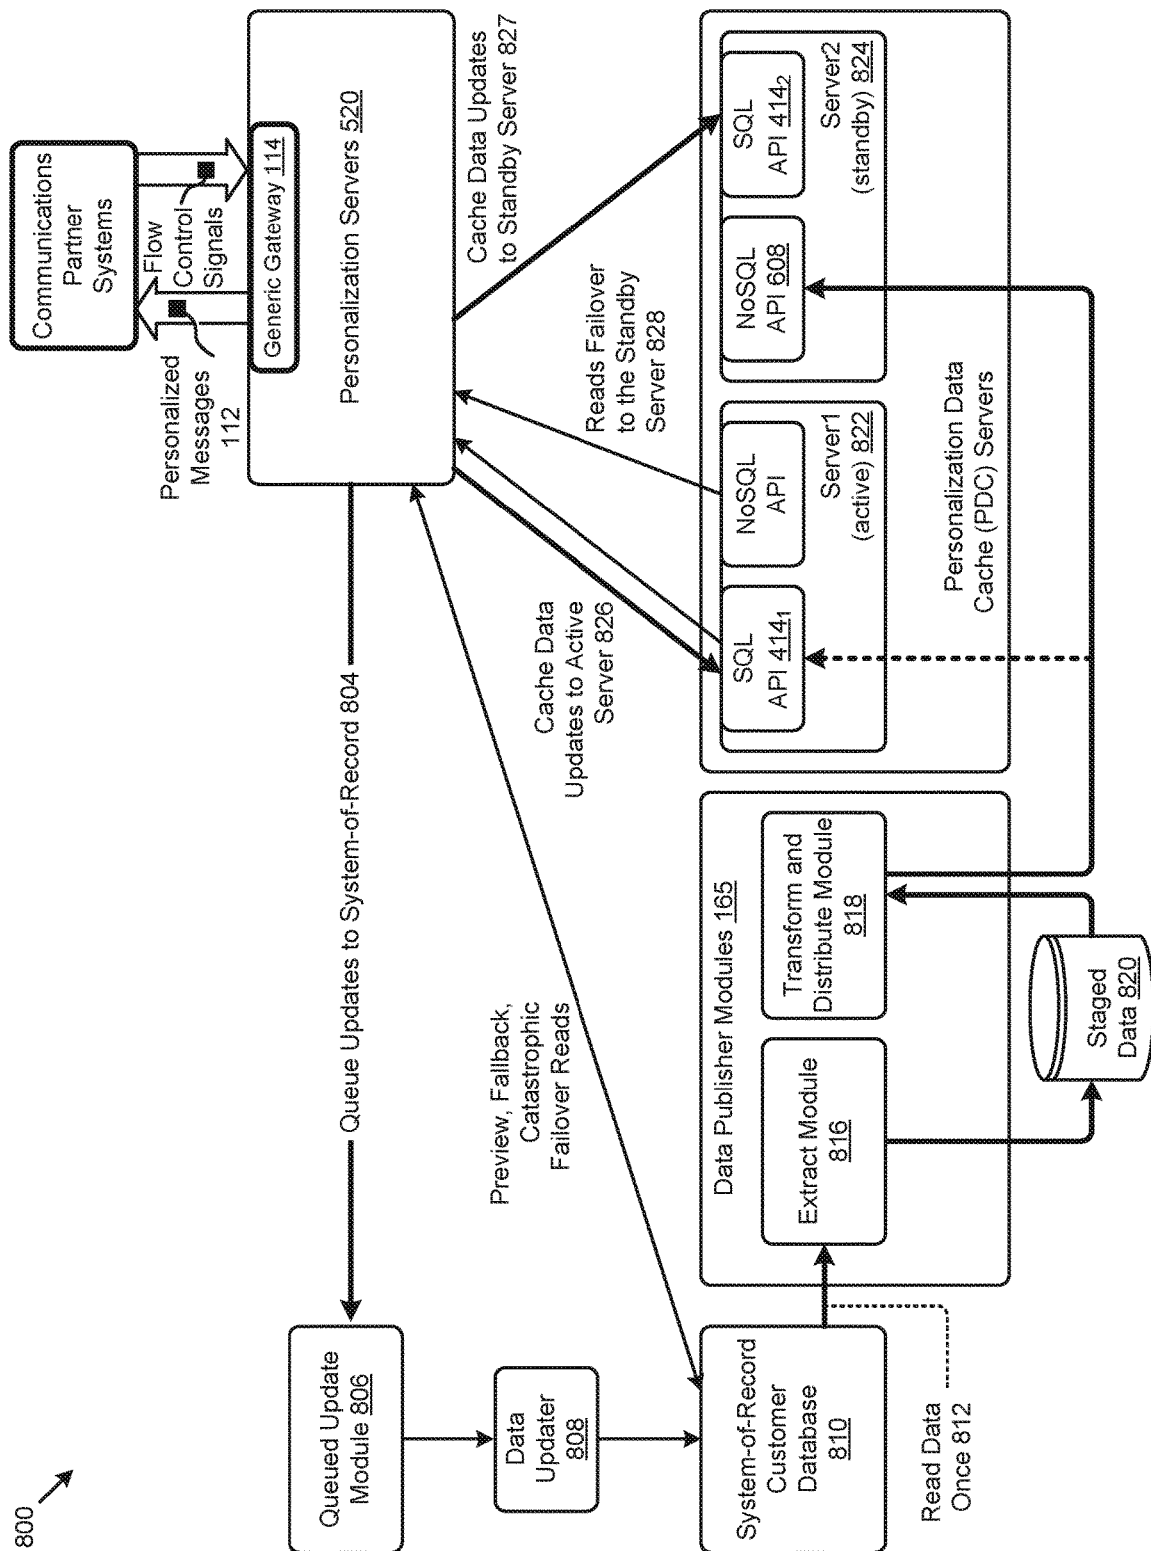 800
Queued Update
Module 806
Data
Updater
808
System-of-Record
Customer
Database
810
Read Data
Once 812
Queue Updates to System-of-Record 804
Preview, Fallback,
Catastrophic
Failover Reads
Data Publisher Modules 165
Extract Module
816
Transform and
Distribute Module
818
Staged
Data 820
Communications
Partner
Systems
Personalized
Messages
112
Flow
Control
Signals
Generic Gateway 114
Personalization Servers 520
Cache Data
Updates to Active
Server 826
Reads Failover
to the Standby
Server 828
Cache Data Updates
to Standby Server 827
SQL
API 414₁
NoSQL
API
Server1
(active) 822
NoSQL
API 608
SQL
API 414₂
Server2
(standby) 824
Personalization Data
Cache (PDC) Servers